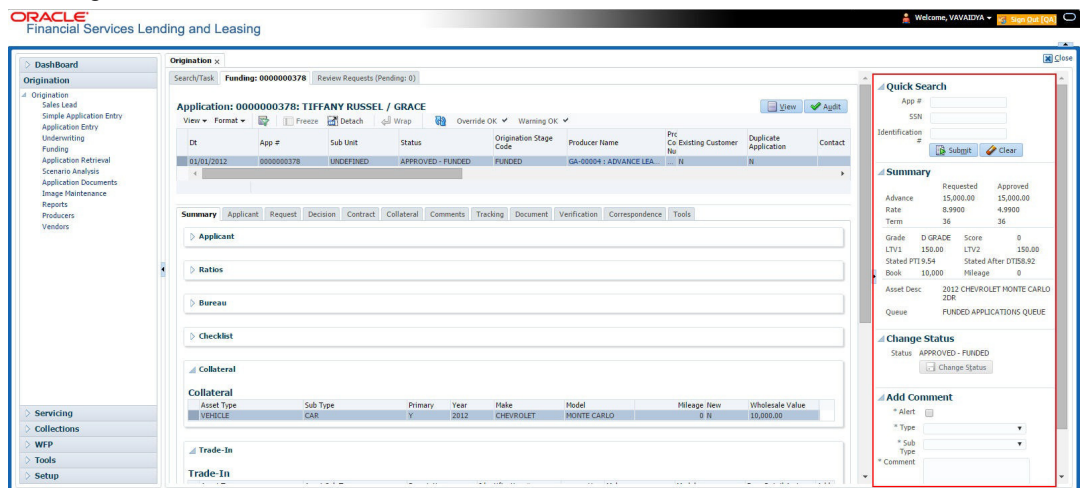 ORACLE
Financial Services Lending and Leasing
Welcome, VAVAIDYA
Sign Out [QA]
Close
DashBoard
Origination
Origination
Sales Lead
Simple Application Entry
Application Entry
Underwriting
Funding
Application Retrieval
Scenario Analysis
Application Documents
Image Maintenance
Reports
Producers
Vendors
Servicing
Collections
WFP
Tools
Setup
Origination x
Search/Task Funding: 0000000378 Review Requests (Pending: 0)
Application: 0000000378: TIFFANY RUSSEL / GRACE
View Audit
View Format Freeze Detach Wrap Override OK Warning OK
Dt App # Sub Unit Status Origination Stage Code Producer Name Prc Co Nu Existing Customer Duplicate Application Contact
01/01/2012 0000000378 UNDEFINED APPROVED - FUNDED FUNDED GA-00004 : ADVANCE LEA... ... N N
Summary Applicant Request Decision Contract Collateral Comments Tracking Document Verification Correspondence Tools
Applicant
Ratios
Bureau
Checklist
Collateral
Collateral
Asset Type Sub Type Primary Year Make Model Mileage New Wholesale Value
VEHICLE CAR Y 2012 CHEVROLET MONTE CARLO 0 N 10,000.00
Trade-In
Trade-In
Quick Search
App #
SSN
Identification
#
Submit Clear
Summary
Requested Approved
Advance 15,000.00 15,000.00
Rate 8.9900 4.9900
Term 36 36
Grade D GRADE Score 0
LTV1 150.00 LTV2 150.00
Stated PTI 9.54 Stated After DTI 58.92
Book 10,000 Mileage 0
Asset Desc 2012 CHEVROLET MONTE CARLO
2DR
Queue FUNDED APPLICATIONS QUEUE
Change Status
Status APPROVED - FUNDED
Change Status
Add Comment
* Alert
* Type
* Sub
Type
* Comment